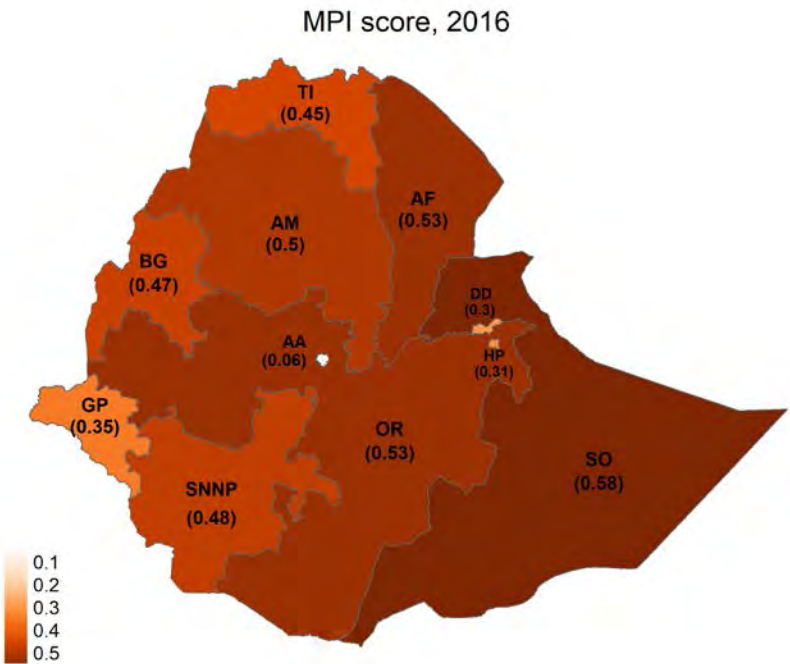 MPI score, 2016
TI
(0.45)
AF
(0.53)
AM
(0.5)
BG
(0.47)
DD
(0.3)
AA
(0.06)
HP
(0.31)
GP
(0.35)
OR
(0.53)
SO
(0.58)
SNNP
(0.48)
0.1
0.2
0.3
0.4
0.5